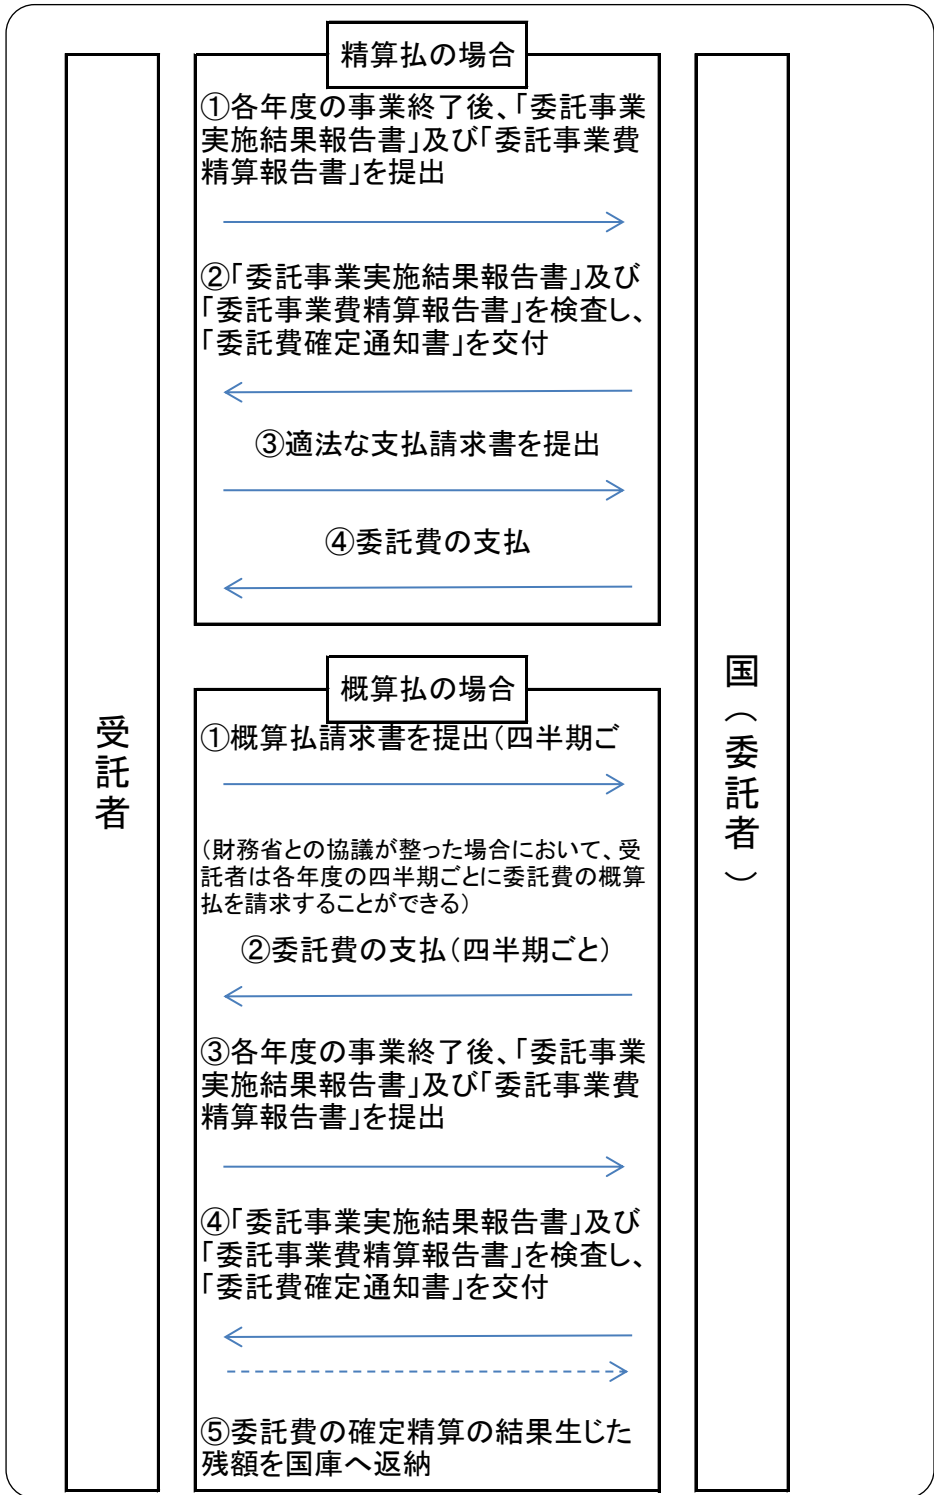 精算払の場合
①各年度の事業終了後、「委託事業
実施結果報告書」及び「委託事業費
精算報告書」を提出
②「委託事業実施結果報告書」及び
「委託事業費精算報告書」を検査し、
「委託費確定通知書」を交付
③適法な支払請求書を提出
④委託費の支払
概算払の場合
①概算払請求書を提出（四半期ご
（財務省との協議が整った場合において、受
託者は各年度の四半期ごとに委託費の概算
払を請求することができる）
②委託費の支払（四半期ごと）
③各年度の事業終了後、「委託事業
実施結果報告書」及び「委託事業費
精算報告書」を提出
④「委託事業実施結果報告書」及び
「委託事業費精算報告書」を検査し、
「委託費確定通知書」を交付
⑤委託費の確定精算の結果生じた
残額を国庫へ返納
受託者
国（委託者）